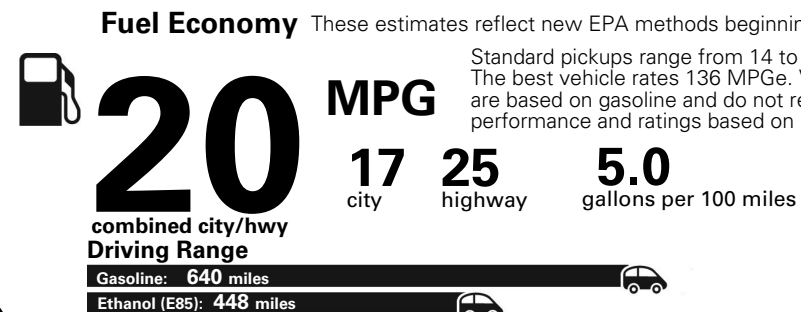 Fuel Economy These estimates reflect new EPA methods
Standard pickups range from 14 to
The best vehicle rates 136 MPGe.
are based on gasoline and do not
performance and ratings based on
20 MPG
17 city
25 highway
5.0 gallons per 100 miles
combined city/hwy
Driving Range
Gasoline: 640 miles
Ethanol (E85): 448 miles